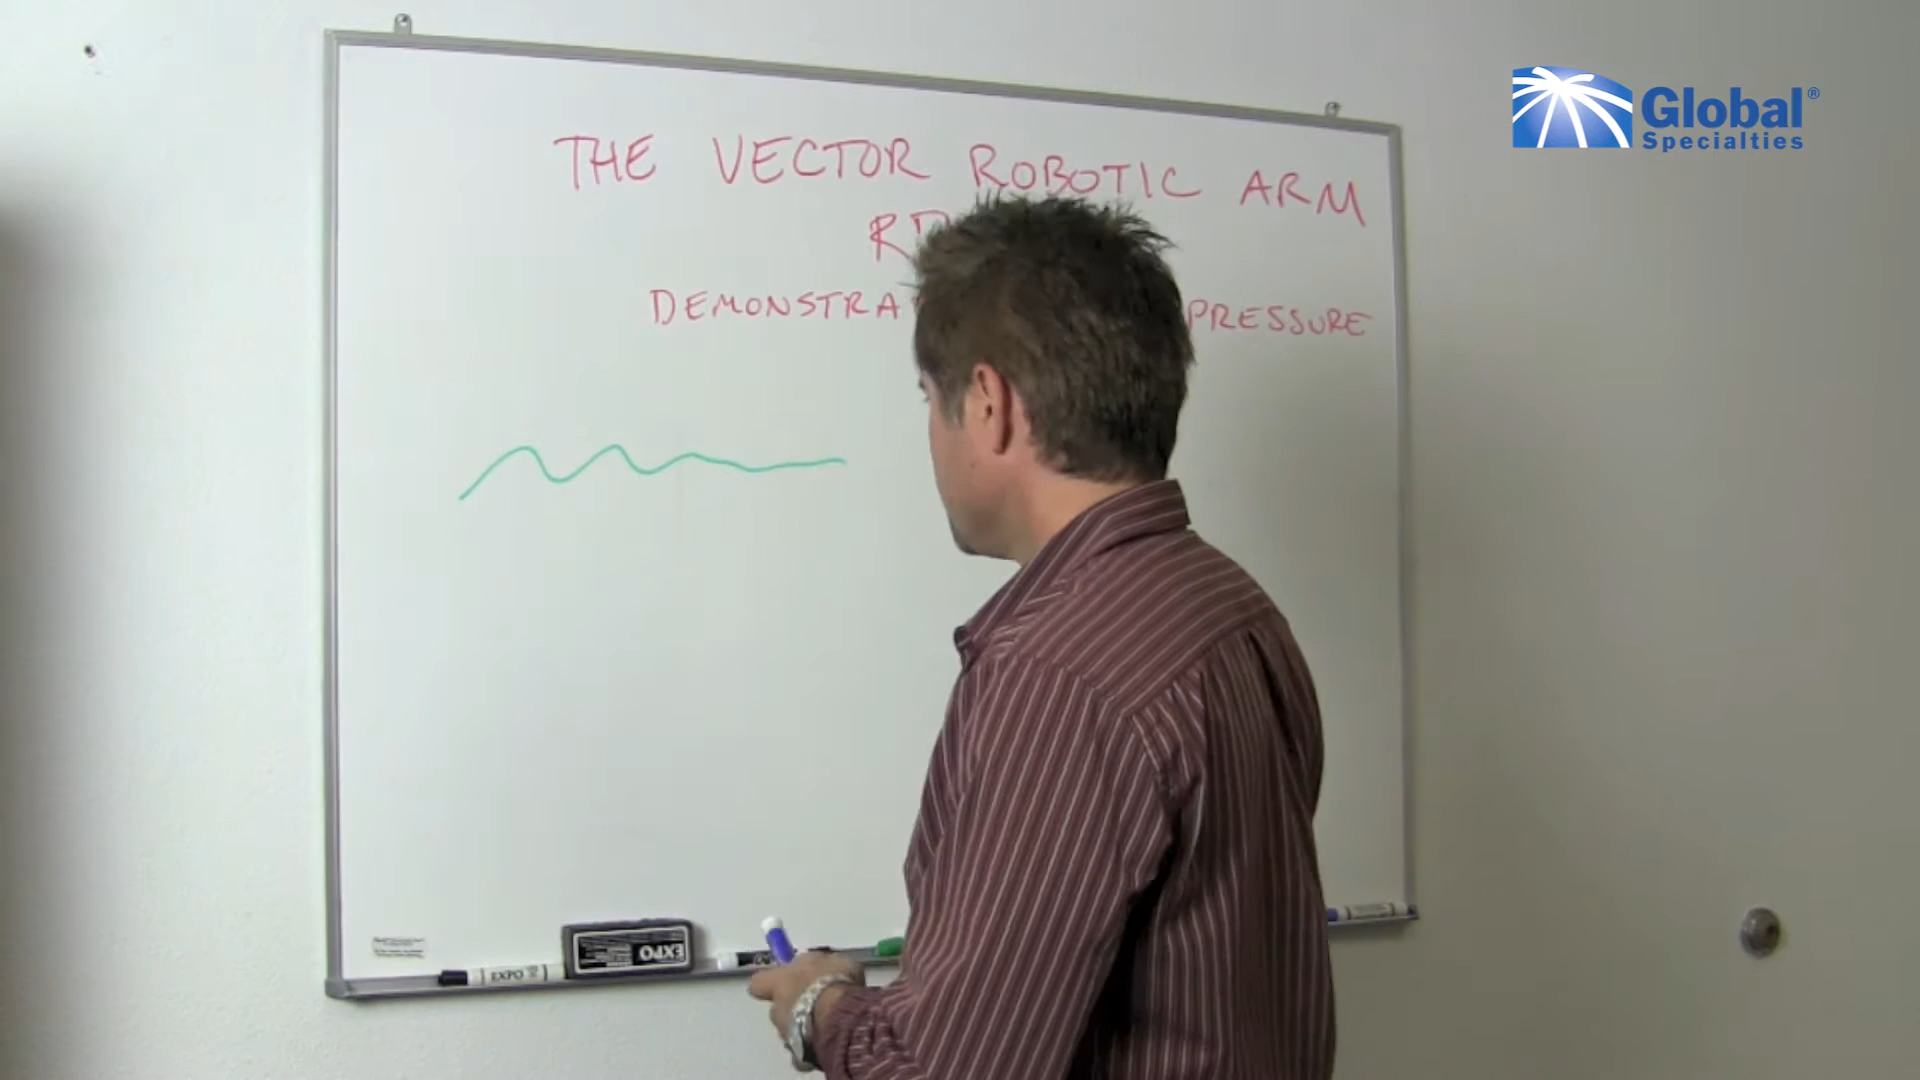 Global®
Specialties
THE VECTOR ROBOTIC ARM
DEMONSTRA PRESSURE
EXPO
EXPO